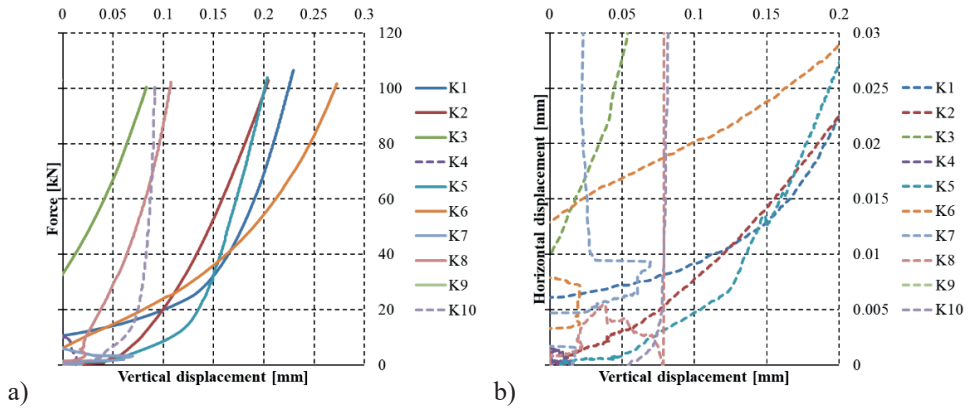 0 0.05 0.1 0.15 0.2 0.25 0.3
120
100
80
60
40
20
0
Force [kN]
Vertical displacement [mm]
K1
K2
K3
K4
K5
K6
K7
K8
K9
K10
a)
0 0.05 0.1 0.15 0.2
0.03
0.025
0.02
0.015
0.01
0.005
0
Horizontal displacement [mm]
Vertical displacement [mm]
K1
K2
K3
K4
K5
K6
K7
K8
K9
K10
b)